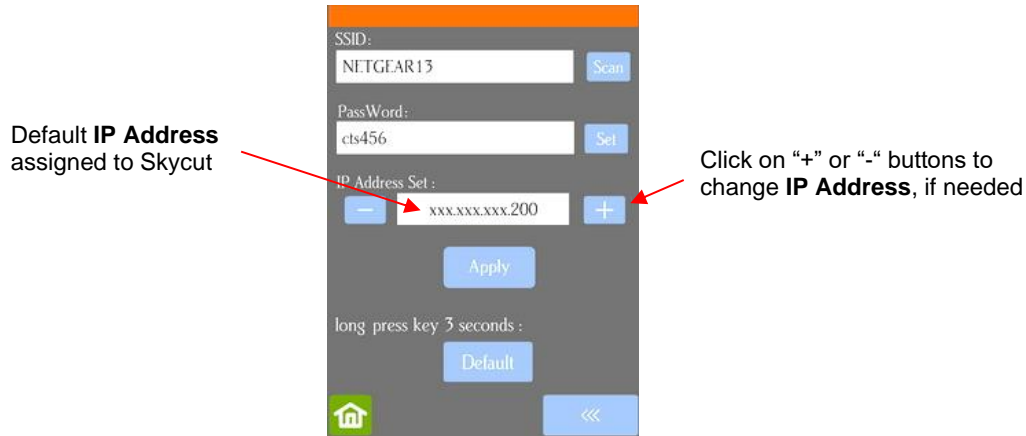 SSID:
NETGEAR13
Scan
PassWord:
cts456
Set
Default IP Address
assigned to Skycut
Click on “+” or “-“ buttons to
change IP Address, if needed
IP Address Set :
−
xxx.xxx.xxx.200
+
Apply
long press key 3 seconds :
Default
<<<